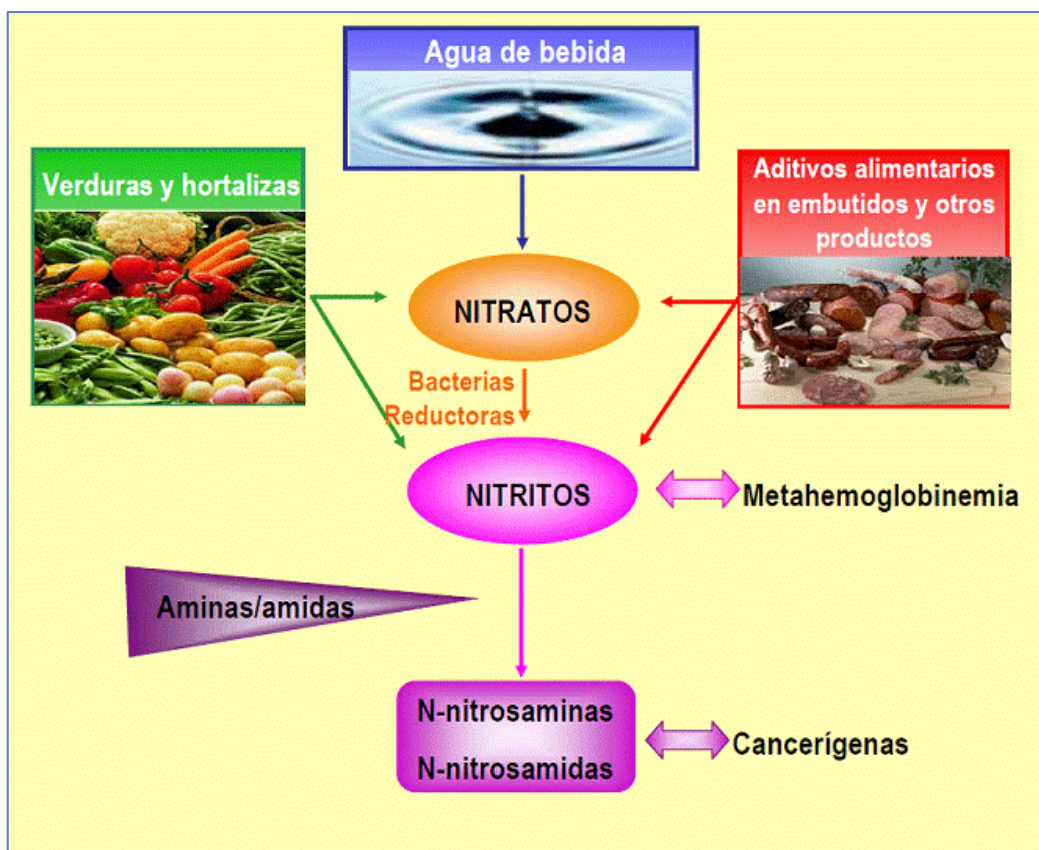 Agua de bebida
Verduras y hortalizas
Aditivos alimentarios
en embutidos y otros
productos
NITRATOS
Bacterias
Reductoras
NITRITOS
Metahemoglobinemia
Aminas/amidas
N-nitrosaminas
N-nitrosamidas
Cancerígenas